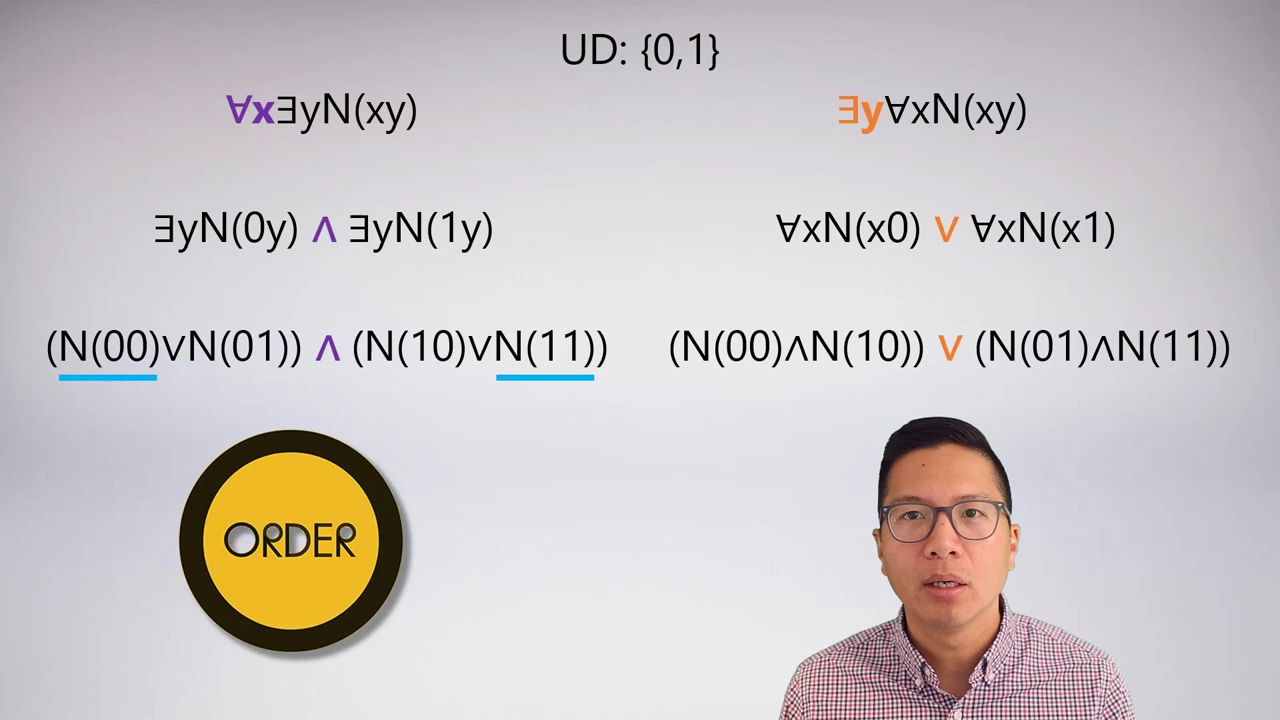 UD: {0,1}
∀x∃yN(xy)
∃y∀xN(xy)
∃yN(0y) ∧ ∃yN(1y)
∀xN(x0) ∨ ∀xN(x1)
(N(00)∨N(01)) ∧ (N(10)∨N(11))
(N(00)∧N(10)) ∨ (N(01)∧N(11))
ORDER